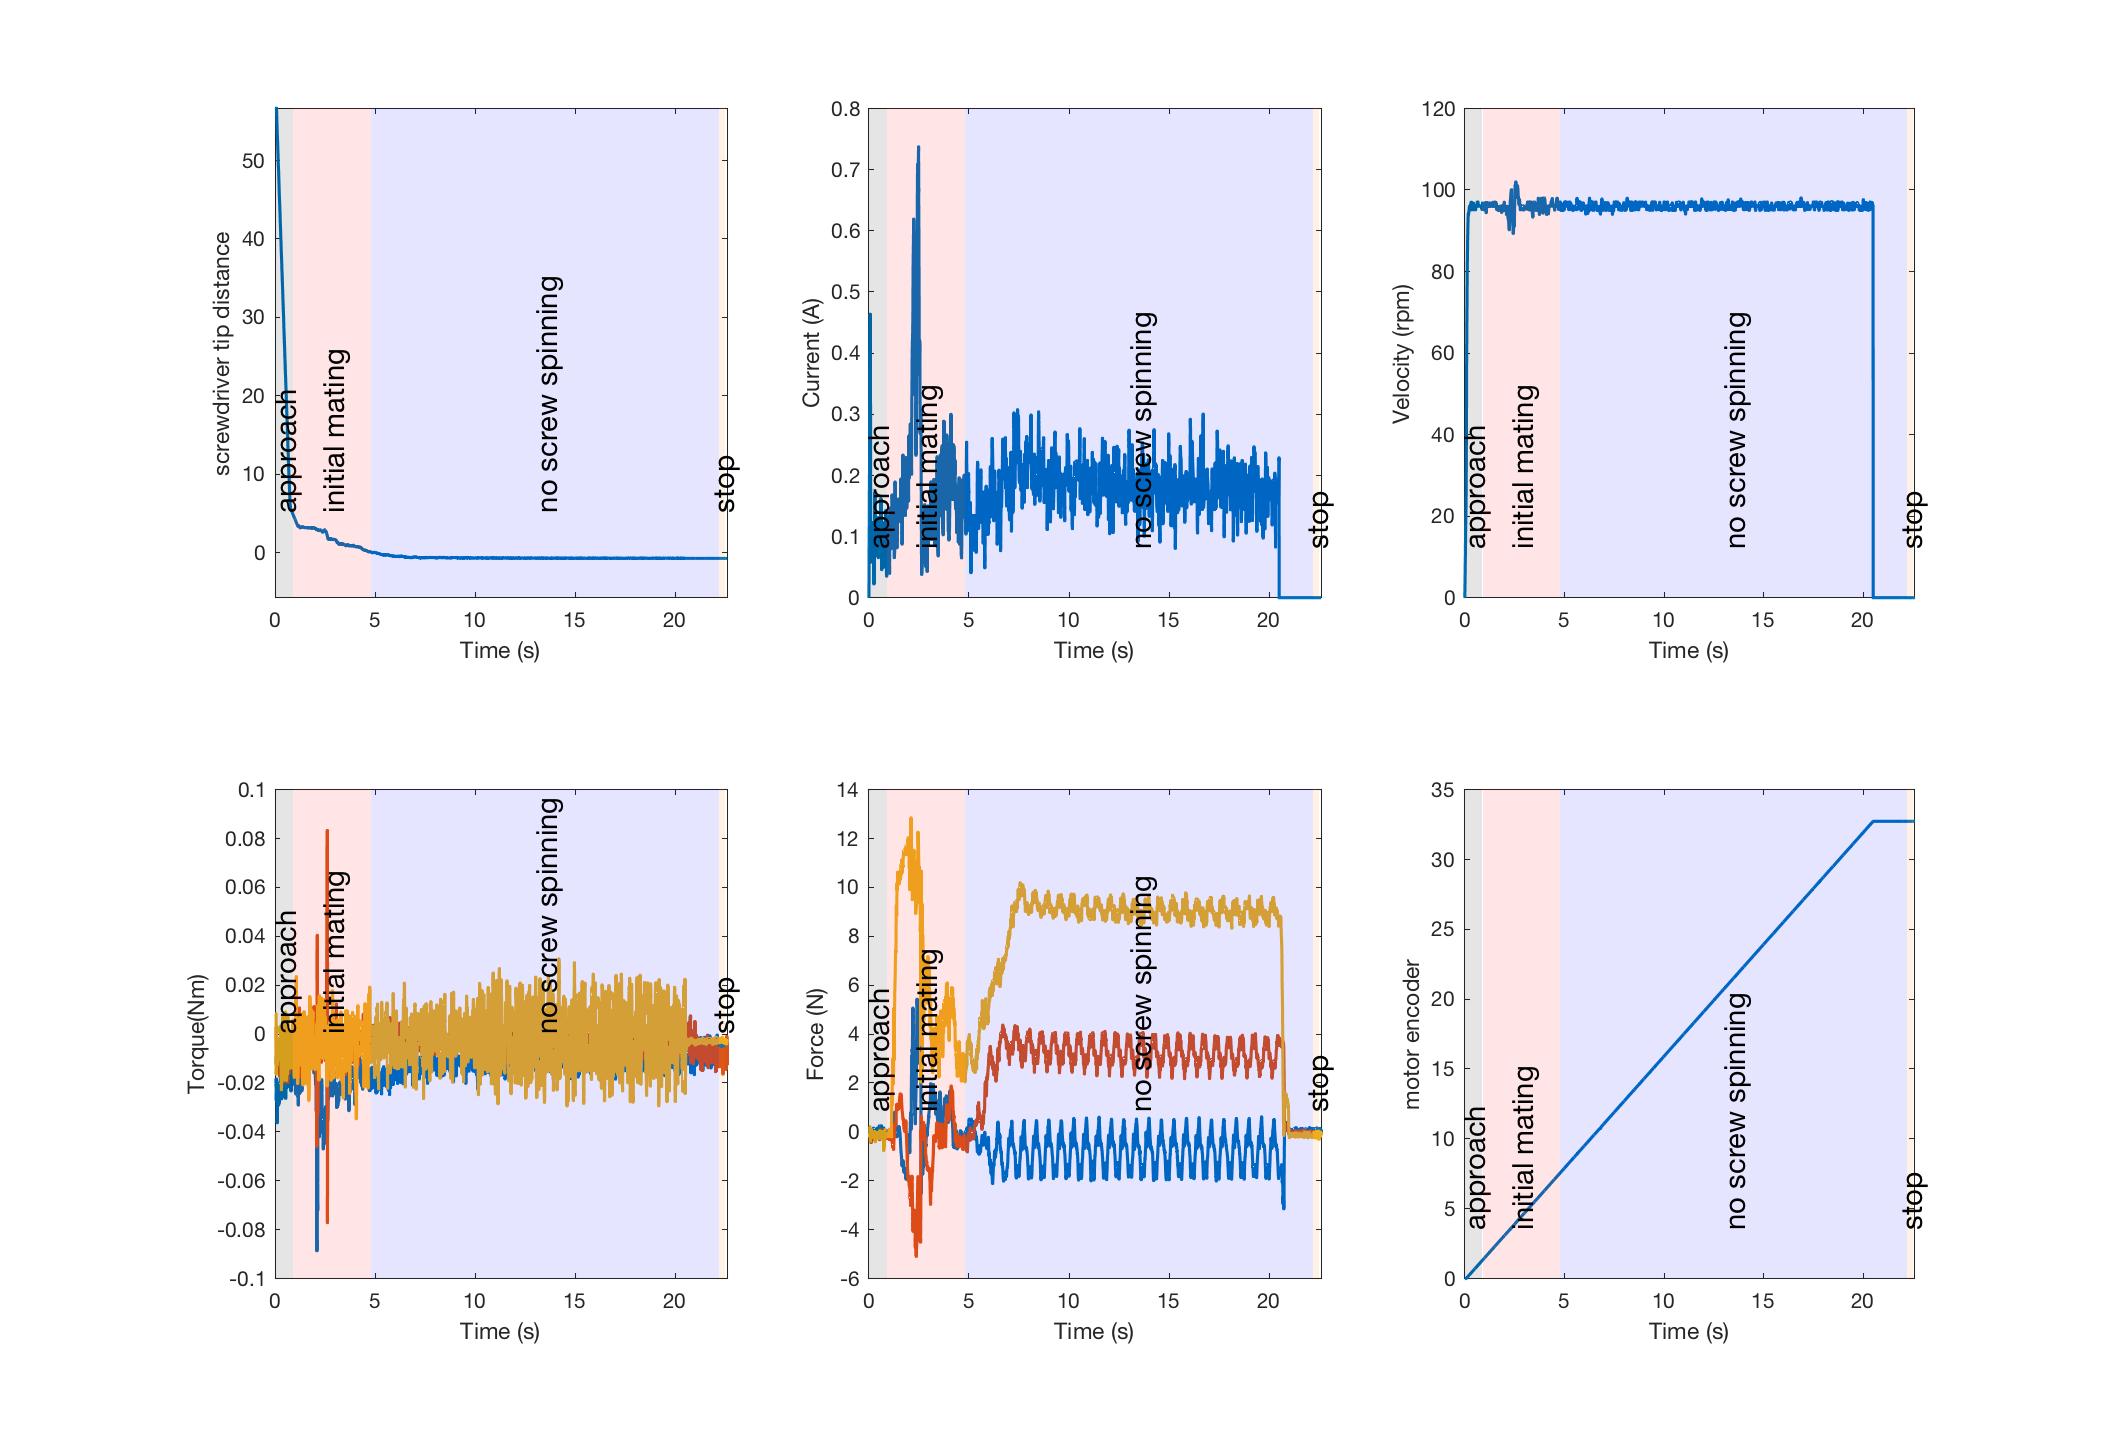 50
40
30
20
10
0
screwdriver tip distance
approach
initial mating
no screw spinning
stop
0 5 10 15 20
Time (s)
0.8
0.7
0.6
0.5
0.4
0.3
0.2
0.1
0
Current (A)
approach
initial mating
no screw spinning
stop
0 5 10 15 20
Time (s)
120
100
80
60
40
20
0
Velocity (rpm)
approach
initial mating
no screw spinning
stop
0 5 10 15 20
Time (s)
0.1
0.08
0.06
0.04
0.02
0
-0.02
-0.04
-0.06
-0.08
-0.1
Torque(Nm)
approach
initial mating
no screw spinning
stop
0 5 10 15 20
Time (s)
14
12
10
8
6
4
2
0
-2
-4
-6
Force (N)
approach
initial mating
no screw spinning
stop
0 5 10 15 20
Time (s)
35
30
25
20
15
10
5
0
motor encoder
approach
initial mating
no screw spinning
stop
0 5 10 15 20
Time (s)